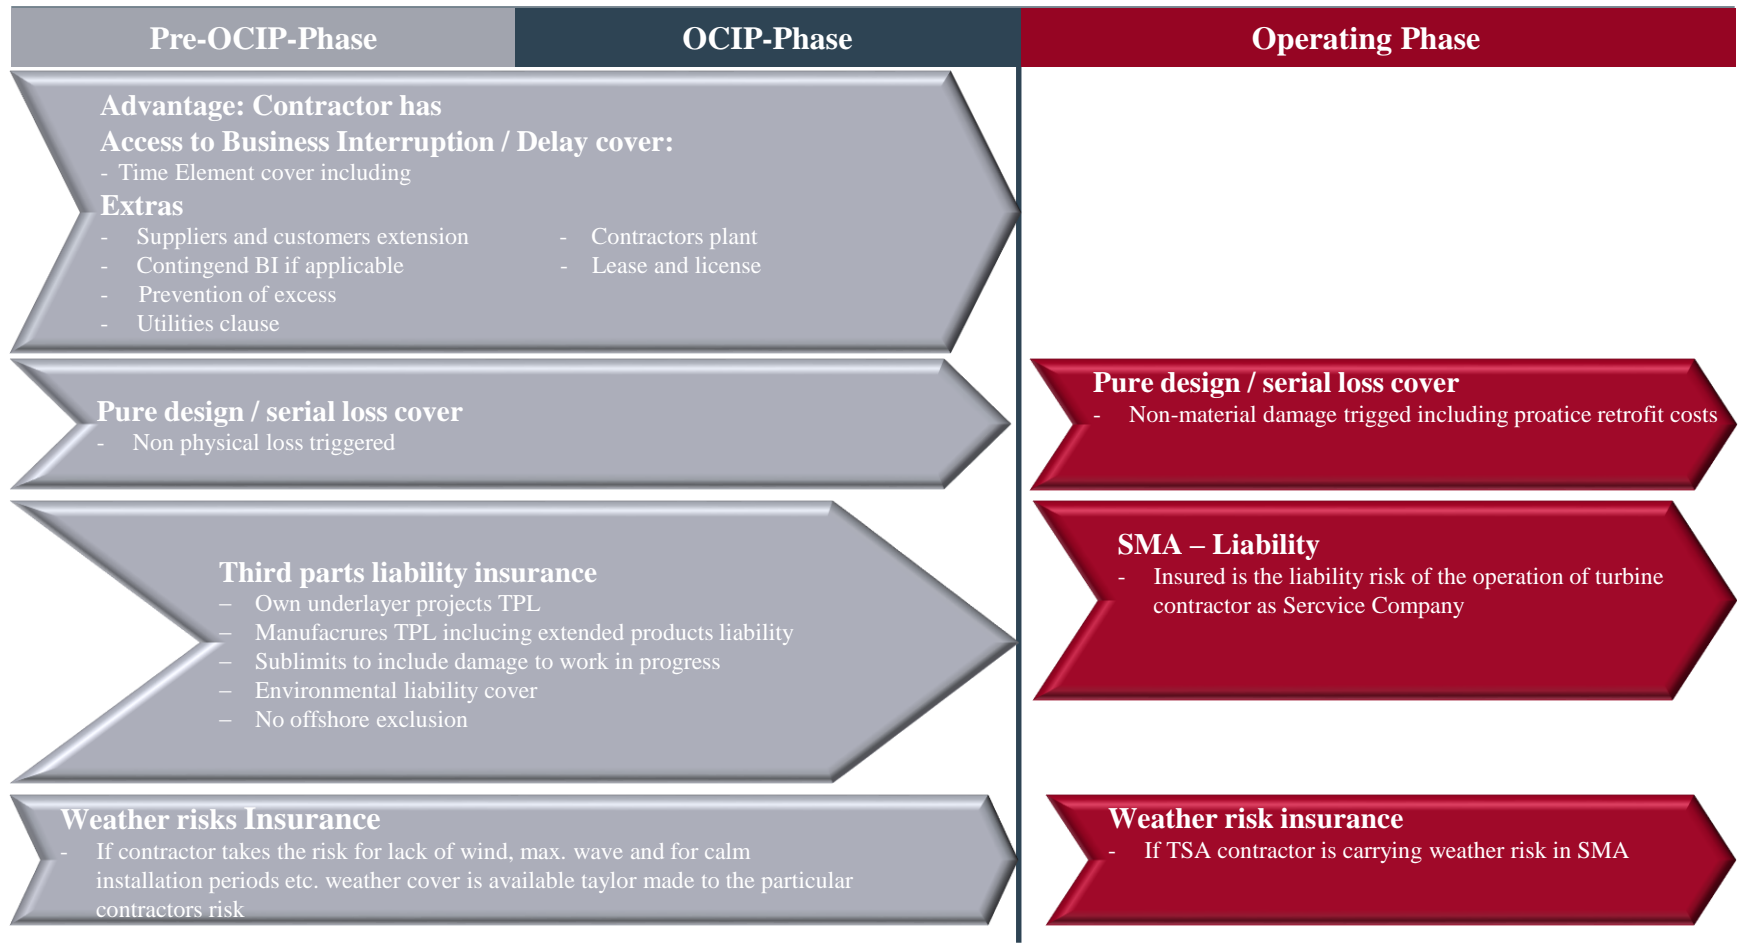 Pre-OCIP-Phase
OCIP-Phase
Operating Phase
Advantage: Contractor has
Access to Business Interruption / Delay cover:
- Time Element cover including
Extras
- Suppliers and customers extension
- Contingend BI if applicable
- Prevention of excess
- Utilities clause
- Contractors plant
- Lease and license
Pure design / serial loss cover
- Non physical loss triggered
Pure design / serial loss cover
- Non-material damage trigged including proatice retrofit costs
Third parts liability insurance
– Own underlayer projects TPL
– Manufacrures TPL inclucing extended products liability
– Sublimits to include damage to work in progress
– Environmental liability cover
– No offshore exclusion
SMA – Liability
- Insured is the liability risk of the operation of turbine
contractor as Sercvice Company
Weather risks Insurance
- If contractor takes the risk for lack of wind, max. wave and for calm
installation periods etc. weather cover is available taylor made to the particular
contractors risk
Weather risk insurance
- If TSA contractor is carrying weather risk in SMA